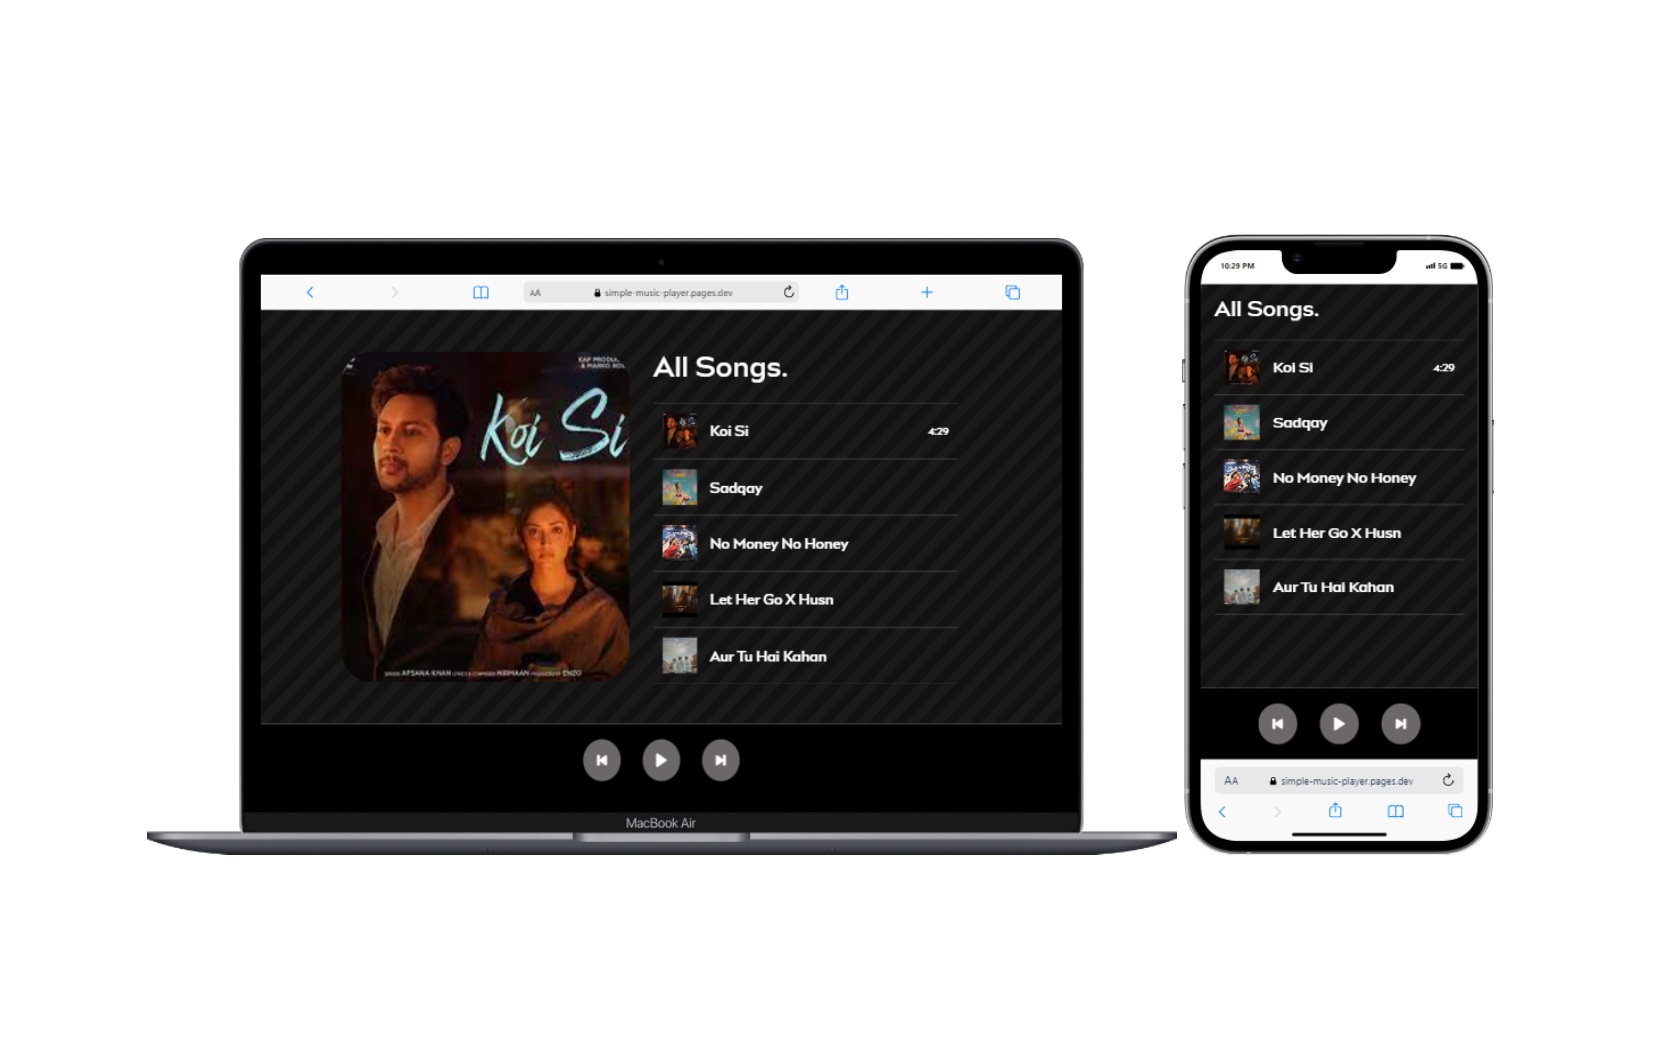 AA
simple-music-player.pages.dev
KAP PRODUC
& MARKO BOL
Koi Si
SINGER AFSANA KHAN LYRICS & COMPOSER NIRMAAN PRODUCED BY ENZO
All Songs.
Koi Si
4:29
Sadqay
No Money No Honey
Let Her Go X Husn
Aur Tu Hai Kahan
MacBook Air
10:29 PM
5G
All Songs.
Koi Si
4:29
Sadqay
No Money No Honey
Let Her Go X Husn
Aur Tu Hai Kahan
AA
simple-music-player.pages.dev